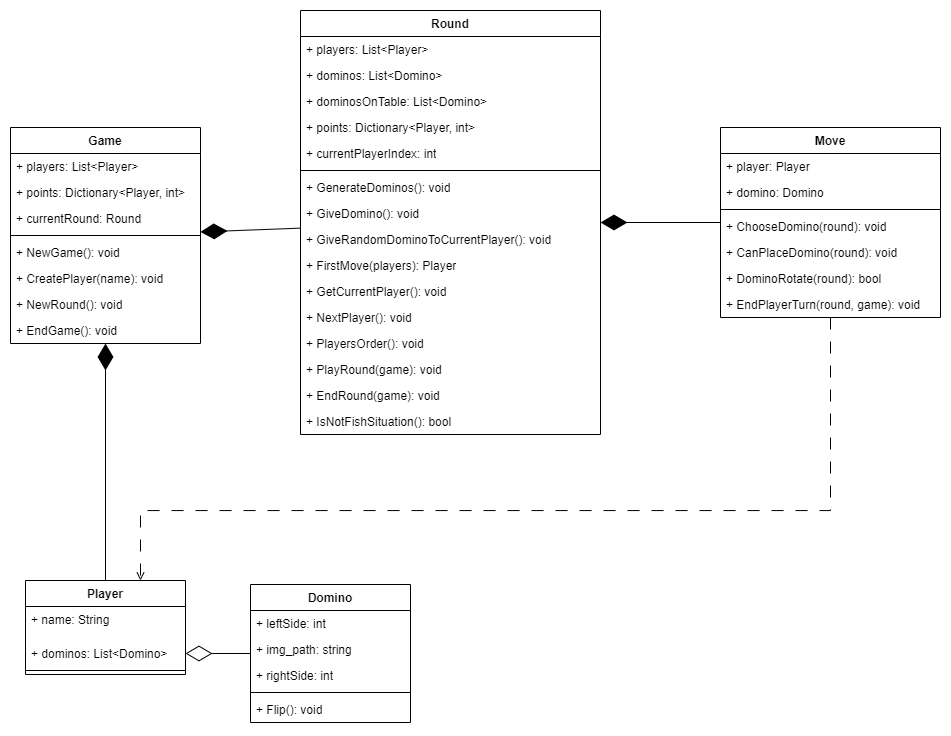 Round
+ players: List<Player>
+ dominos: List<Domino>
+ dominosOnTable: List<Domino>
+ points: Dictionary<Player, int>
+ currentPlayerIndex: int
+ GenerateDominos(): void
+ GiveDomino(): void
+ GiveRandomDominoToCurrentPlayer(): void
+ FirstMove(players): Player
+ GetCurrentPlayer(): void
+ NextPlayer(): void
+ PlayersOrder(): void
+ PlayRound(game): void
+ EndRound(game): void
+ IsNotFishSituation(): bool
Game
+ players: List<Player>
+ points: Dictionary<Player, int>
+ currentRound: Round
+ NewGame(): void
+ CreatePlayer(name): void
+ NewRound(): void
+ EndGame(): void
Move
+ player: Player
+ domino: Domino
+ ChooseDomino(round): void
+ CanPlaceDomino(round): void
+ DominoRotate(round): bool
+ EndPlayerTurn(round, game): void
Player
+ name: String
+ dominos: List<Domino>
Domino
+ leftSide: int
+ img_path: string
+ rightSide: int
+ Flip(): void